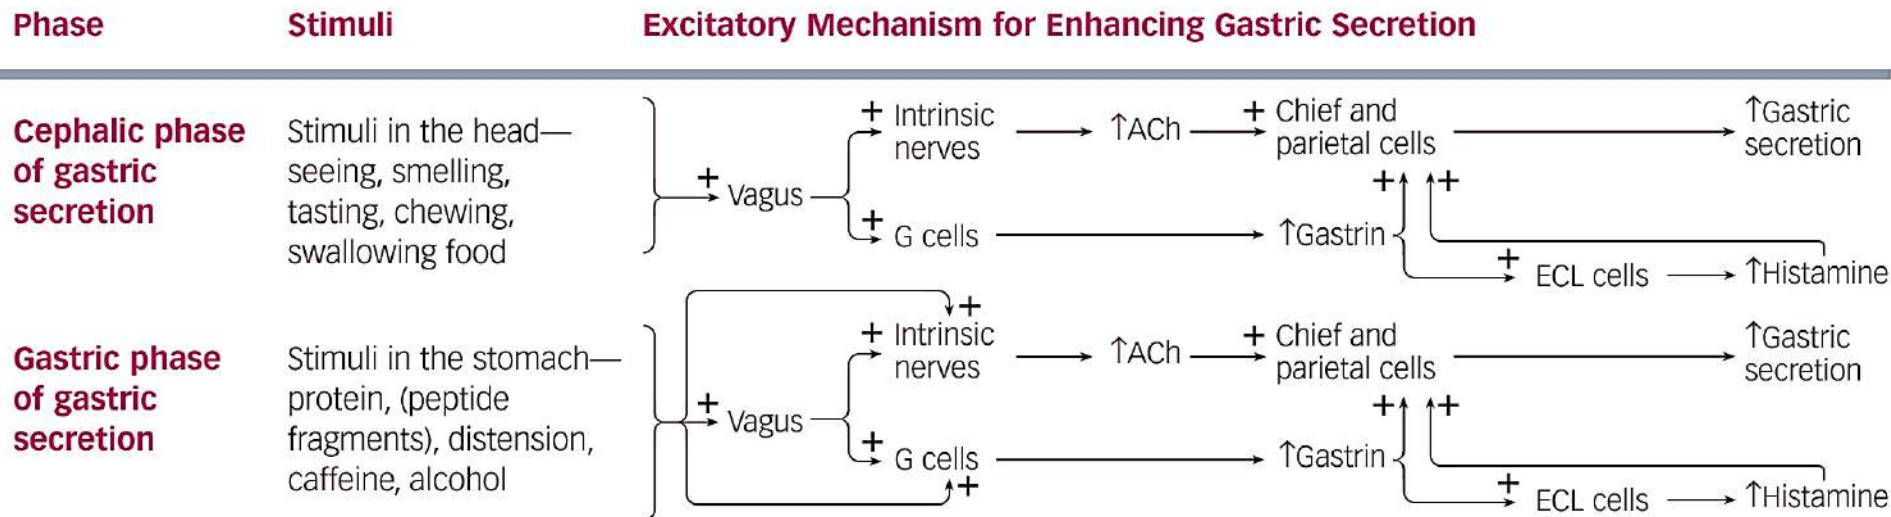 Phase Stimuli Excitatory Mechanism for Enhancing Gastric Secretion
Cephalic phase
of gastric
secretion
Stimuli in the head—
seeing, smelling,
tasting, chewing,
swallowing food
+ Vagus
+ Intrinsic
nerves
↑ACh
+ Chief and
parietal cells
↑Gastric
secretion
+ G cells
↑Gastrin
+ +
+ ECL cells
↑Histamine
Gastric phase
of gastric
secretion
Stimuli in the stomach—
protein, (peptide
fragments), distension,
caffeine, alcohol
+ Vagus
+
+ Intrinsic
nerves
↑ACh
+ Chief and
parietal cells
↑Gastric
secretion
+ G cells
+
↑Gastrin
+ +
+ ECL cells
↑Histamine